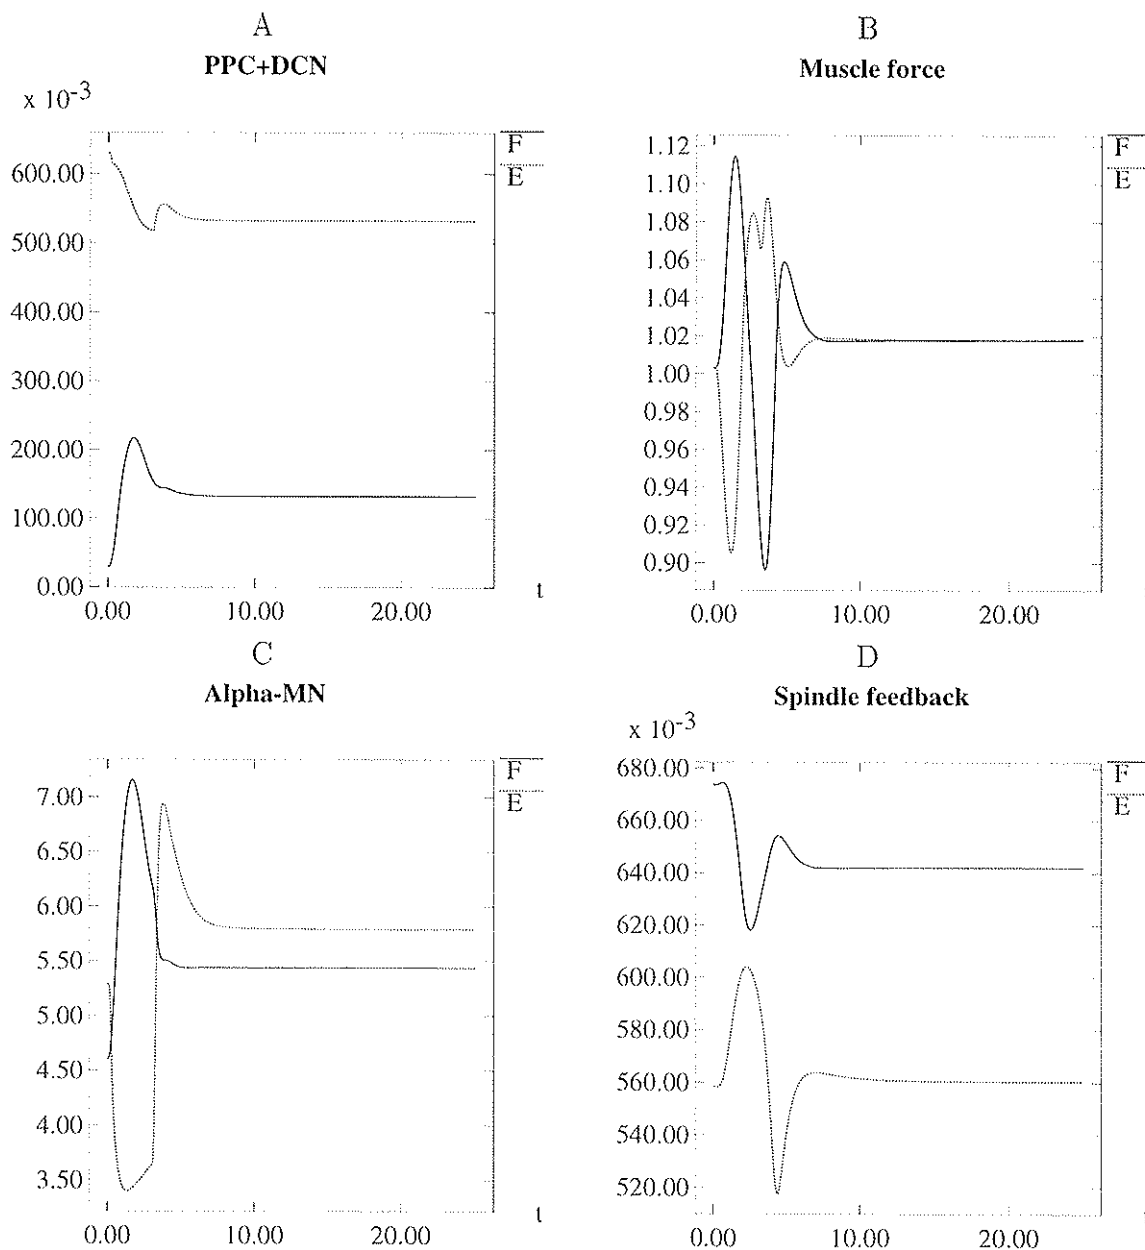 A
PPC+DCN
x 10-3
600.00
500.00
400.00
300.00
200.00
100.00
0.00
0.00 10.00 20.00
t
F
E
B
Muscle force
1.12
1.10
1.08
1.06
1.04
1.02
1.00
0.98
0.96
0.94
0.92
0.90
0.00 10.00 20.00
F
E
C
Alpha-MN
7.00
6.50
6.00
5.50
5.00
4.50
4.00
3.50
0.00 10.00 20.00
t
F
E
D
Spindle feedback
x 10-3
680.00
660.00
640.00
620.00
600.00
580.00
560.00
540.00
520.00
0.00 10.00 20.00
F
E